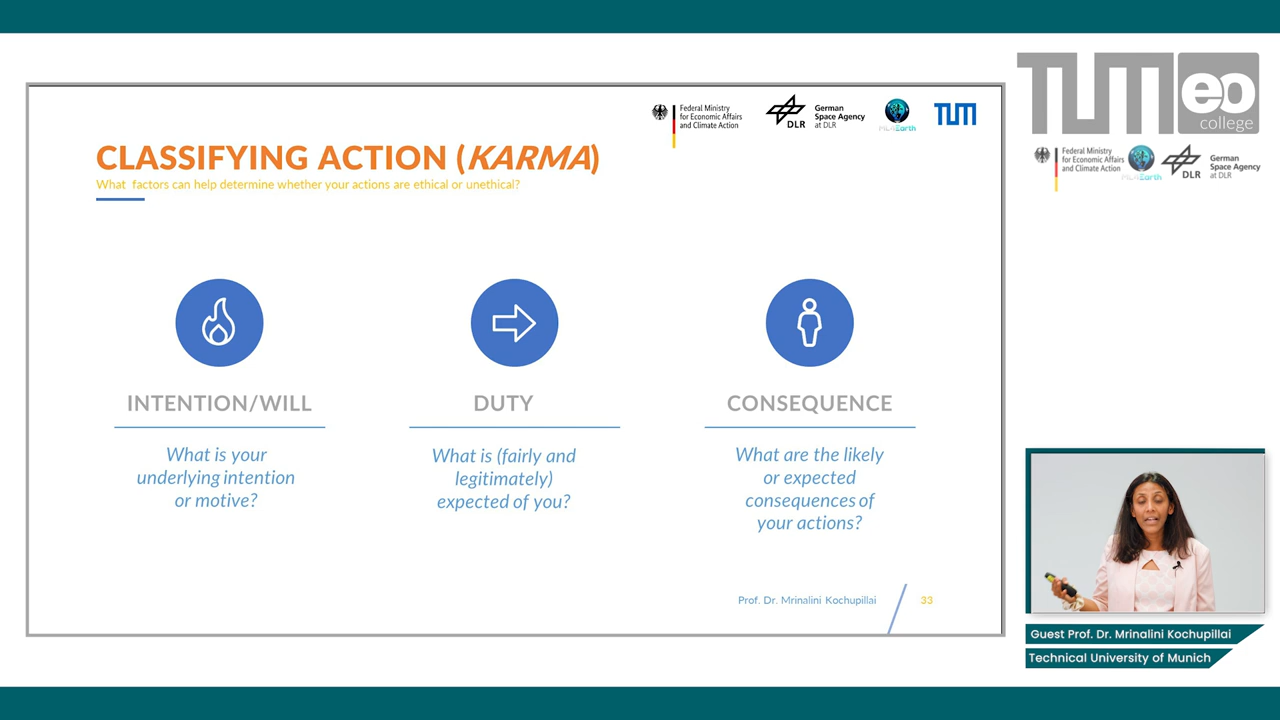 Federal Ministry
for Economic Affairs
and Climate Action
DLR
German
Space Agency
at DLR
ML4Earth
TUM
CLASSIFYING ACTION (KARMA)
What factors can help determine whether your actions are ethical or unethical?
INTENTION/WILL
What is your
underlying intention
or motive?
DUTY
What is (fairly and
legitimately)
expected of you?
CONSEQUENCE
What are the likely
or expected
consequences of
your actions?
Prof. Dr. Mrinalini Kochupillai
33
TUM
eo
college
Federal Ministry
for Economic Affairs
and Climate Action
ML4Earth
DLR
German
Space Agency
at DLR
Guest Prof. Dr. Mrinalini Kochupillai
Technical University of Munich